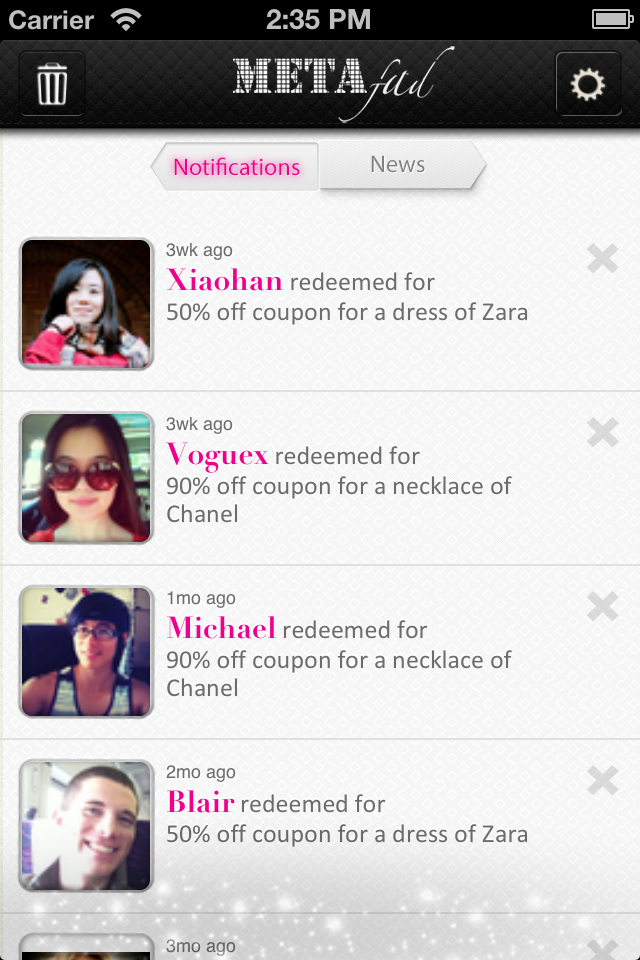 Carrier 2:35 PM
METAfad
Notifications News
3wk ago
Xiaohan redeemed for
50% off coupon for a dress of Zara
3wk ago
Voguex redeemed for
90% off coupon for a necklace of
Chanel
1mo ago
Michael redeemed for
90% off coupon for a necklace of
Chanel
2mo ago
Blair redeemed for
50% off coupon for a dress of Zara
3mo ago